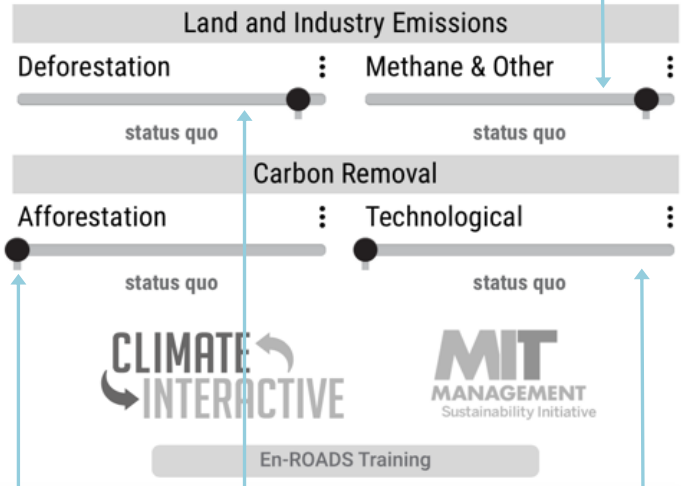 Land and Industry Emissions
Deforestation Methane & Other
status quo status quo
Carbon Removal
Afforestation Technological
status quo status quo
CLIMATE
INTERACTIVE
MIT
MANAGEMENT
Sustainability Initiative
En-ROADS Training